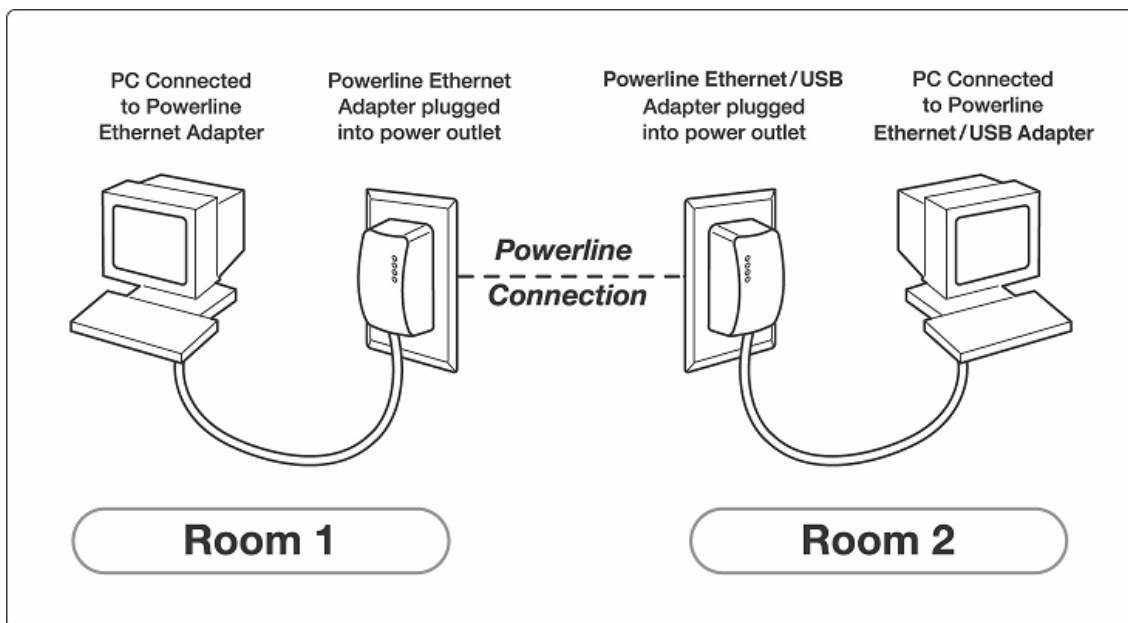 PC Connected
to Powerline
Ethernet Adapter
Powerline Ethernet
Adapter plugged
into power outlet
Powerline Ethernet/USB
Adapter plugged
into power outlet
PC Connected
to Powerline
Ethernet/USB Adapter
Powerline
Connection
Room 1
Room 2